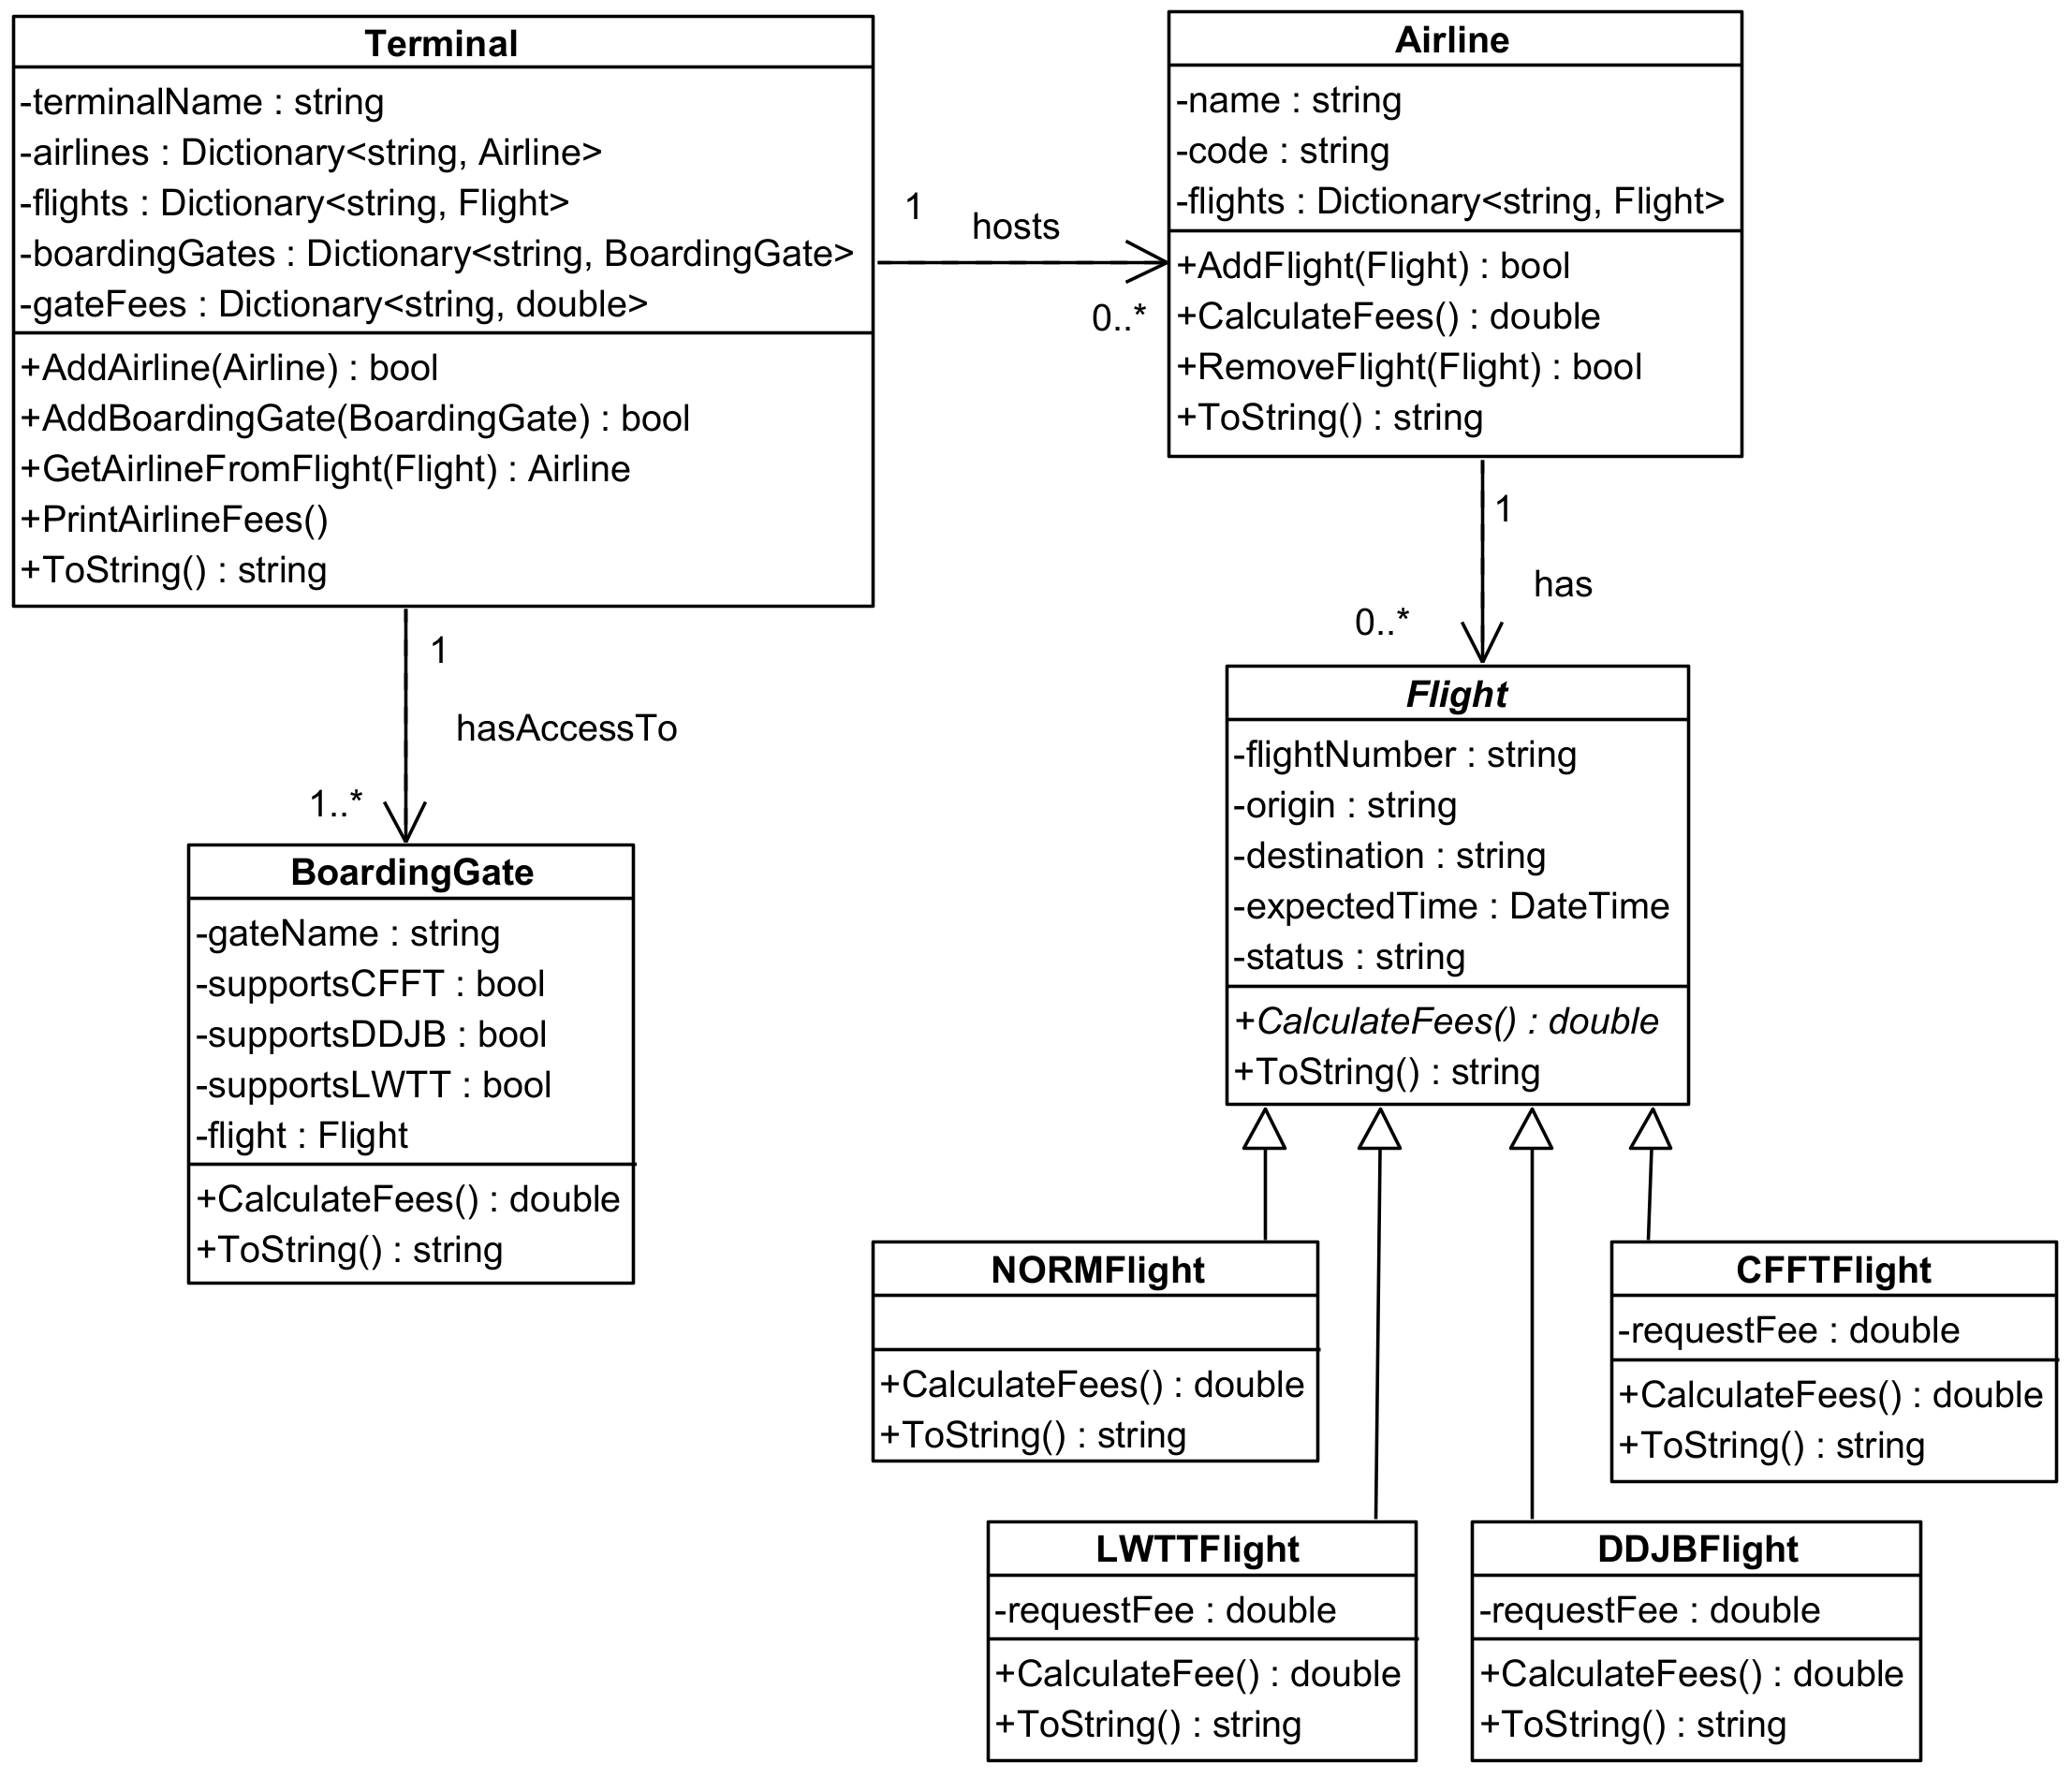 Terminal
-terminalName : string
-airlines : Dictionary<string, Airline>
-flights : Dictionary<string, Flight>
-boardingGates : Dictionary<string, BoardingGate>
-gateFees : Dictionary<string, double>
+AddAirline(Airline) : bool
+AddBoardingGate(BoardingGate) : bool
+GetAirlineFromFlight(Flight) : Airline
+PrintAirlineFees()
+ToString() : string
1
hosts
0..*
Airline
-name : string
-code : string
-flights : Dictionary<string, Flight>
+AddFlight(Flight) : bool
+CalculateFees() : double
+RemoveFlight(Flight) : bool
+ToString() : string
1
has
0..*
1
hasAccessTo
1..*
BoardingGate
-gateName : string
-supportsCFFT : bool
-supportsDDJB : bool
-supportsLWTT : bool
-flight : Flight
+CalculateFees() : double
+ToString() : string
Flight
-flightNumber : string
-origin : string
-destination : string
-expectedTime : DateTime
-status : string
+CalculateFees() : double
+ToString() : string
NORMFlight
+CalculateFees() : double
+ToString() : string
CFFTFlight
-requestFee : double
+CalculateFees() : double
+ToString() : string
LWTTFlight
-requestFee : double
+CalculateFee() : double
+ToString() : string
DDJBFlight
-requestFee : double
+CalculateFees() : double
+ToString() : string